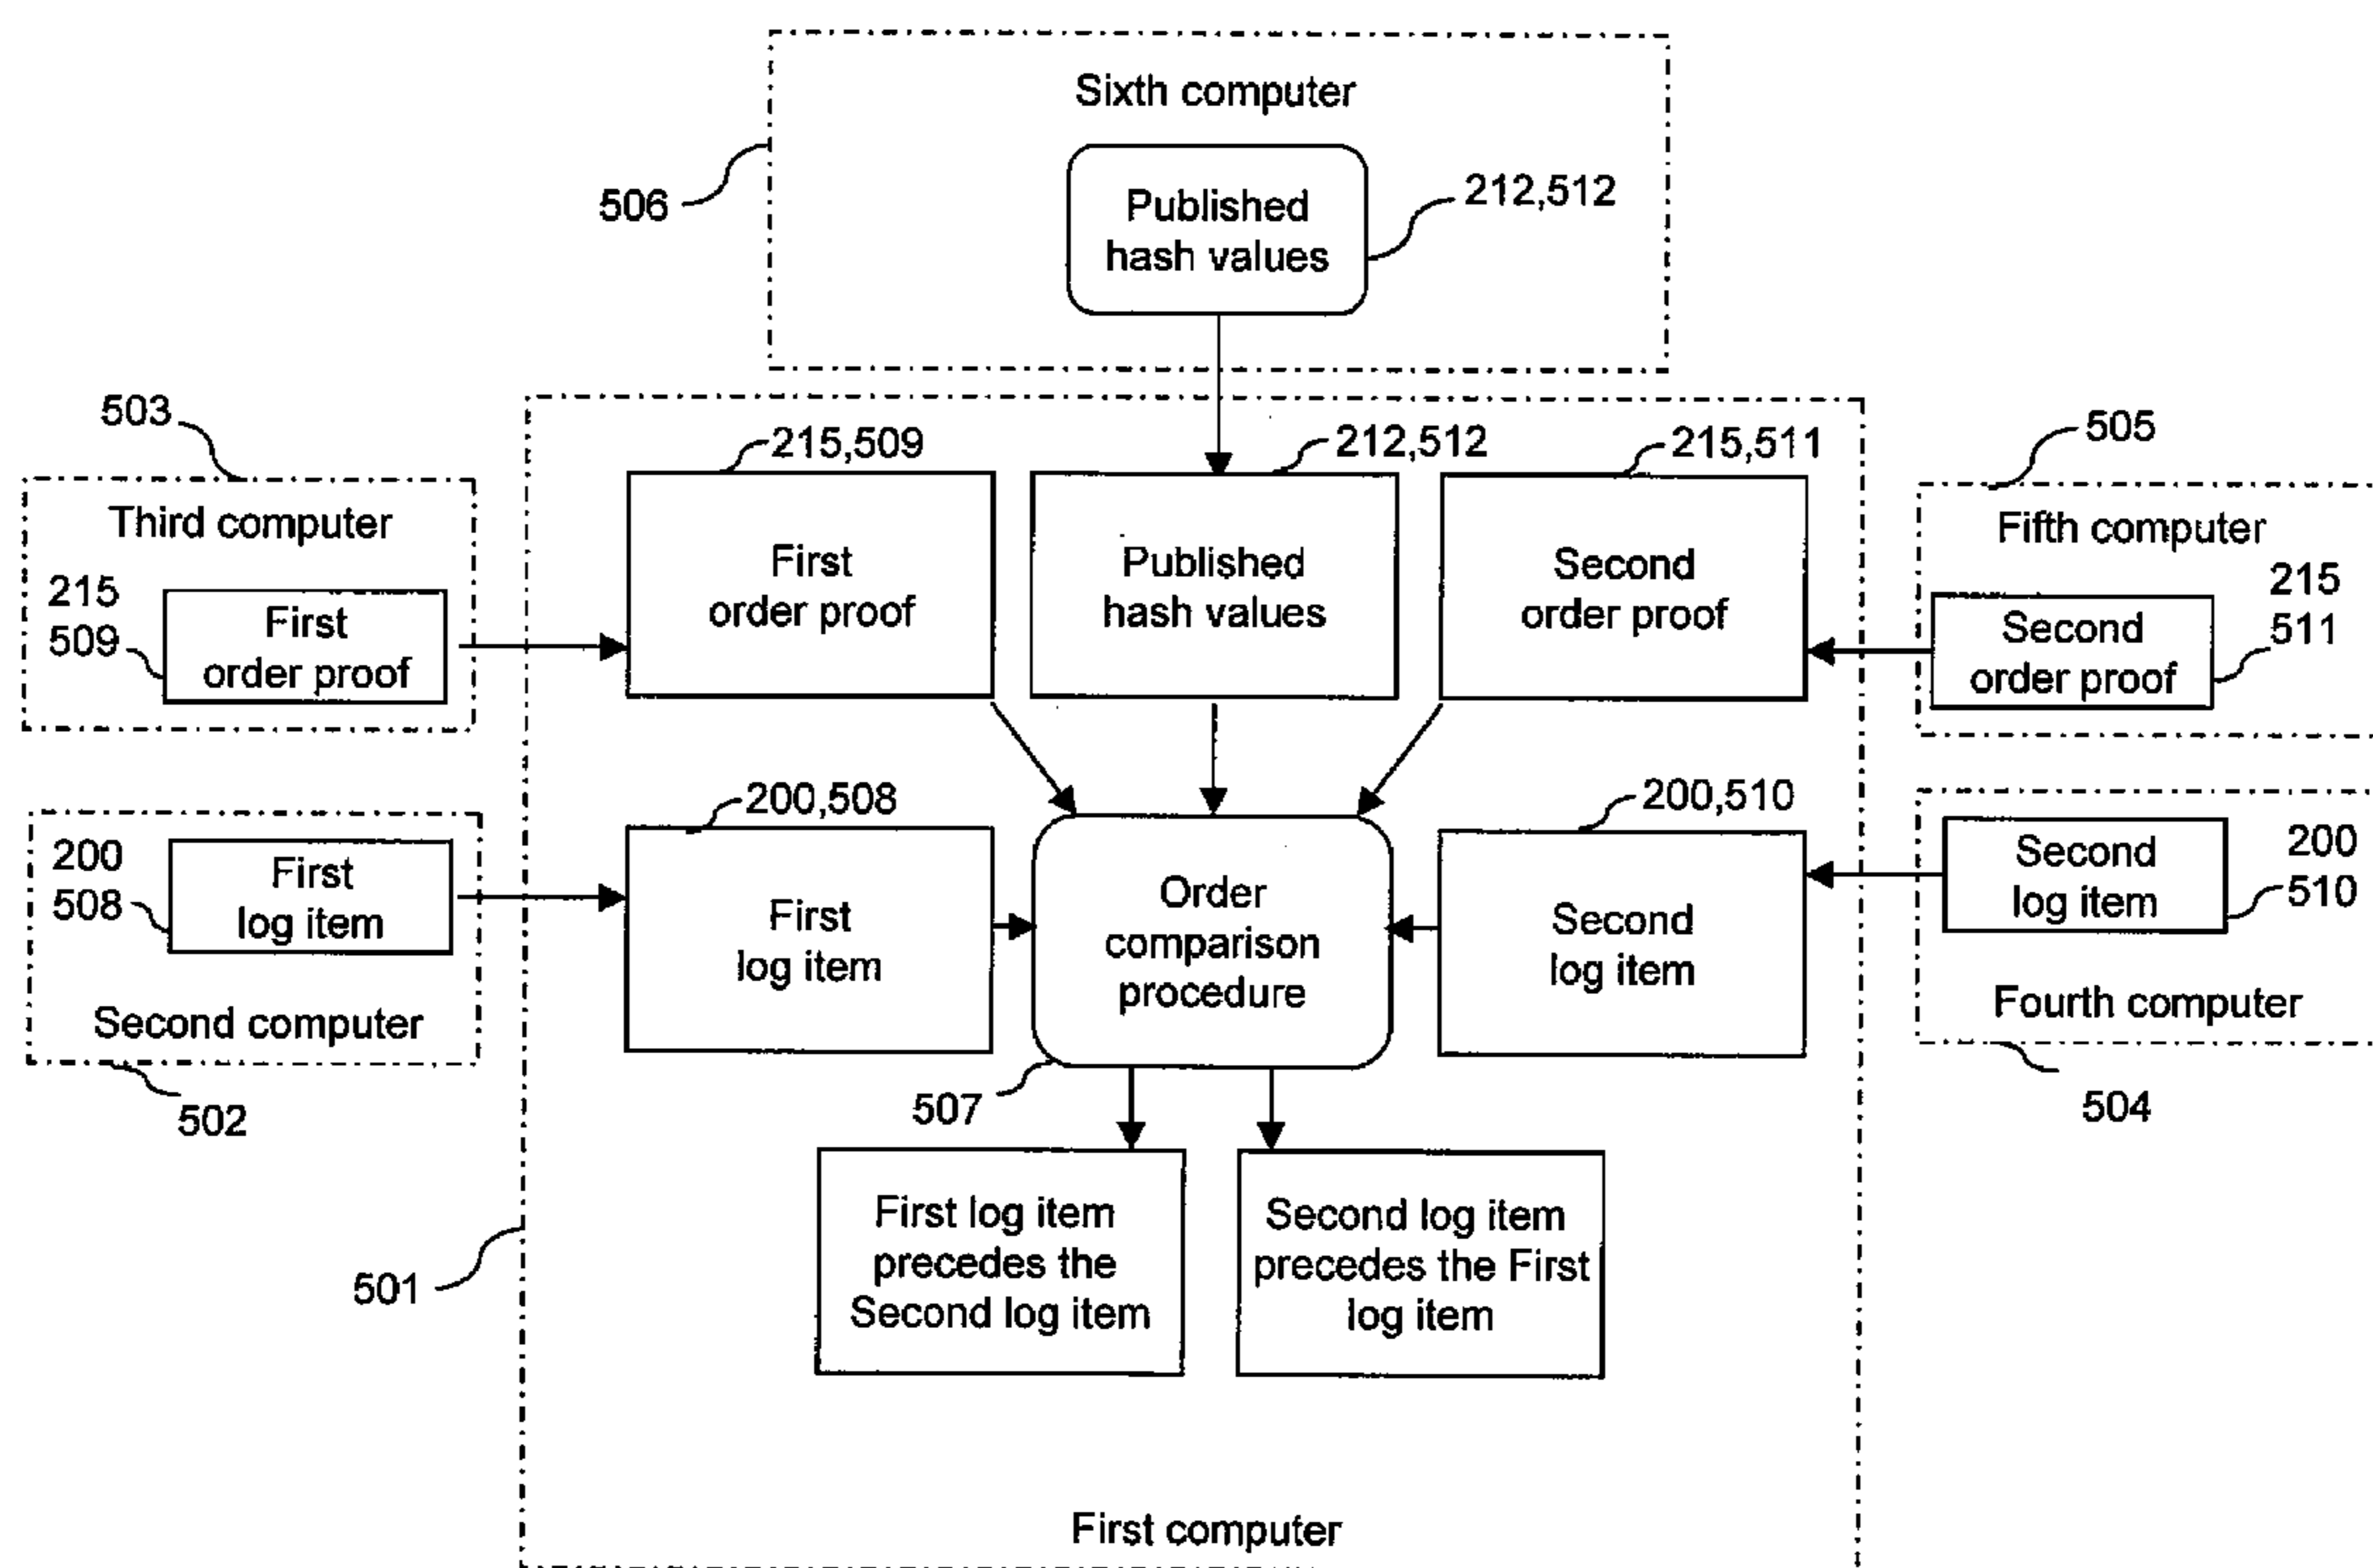 Sixth computer
506
Published
hash values
212,512
503
215,509
212,512
215,511
505
Third computer
215
509
First
order proof
First
order proof
Published
hash values
Second
order proof
Fifth computer
215
511
Second
order proof
200
508
First
log item
Second computer
502
200,508
First
log item
Order
comparison
procedure
507
200,510
Second
log item
Second
log item
200
510
Fourth computer
504
First log item
precedes the
Second log item
Second log item
precedes the First
log item
501
First computer